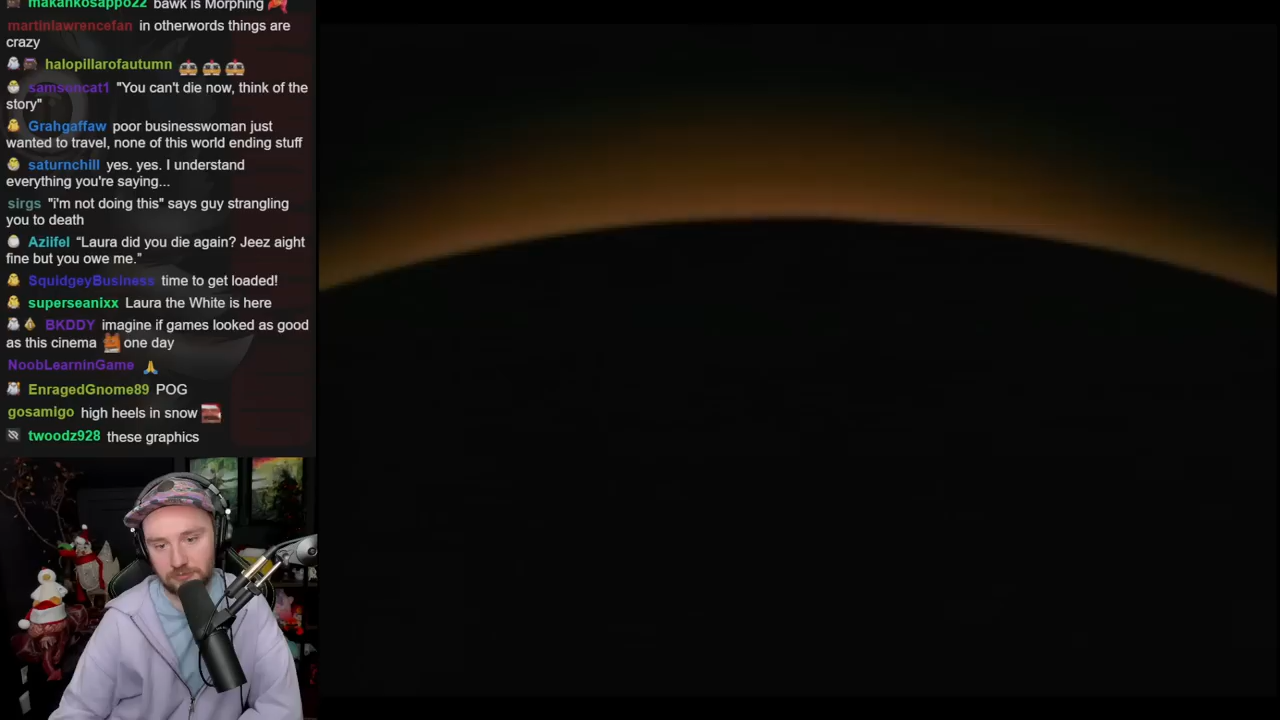 makankosappo22 bawk is Morphing
martinlawrencefan in otherwords things are
crazy
halopillarofautumn
samsoncat1 "You can't die now, think of the
story"
Grahgaffaw poor businesswoman just
wanted to travel, none of this world ending stuff
saturnchill yes. yes. I understand
everything you're saying...
sirgs "i'm not doing this" says guy strangling
you to death
Azlifel “Laura did you die again? Jeez aight
fine but you owe me.”
SquidgeyBusiness time to get loaded!
superseanixx Laura the White is here
BKDDY imagine if games looked as good
as this cinema one day
NoobLearninGame
EnragedGnome89 POG
gosamigo high heels in snow
twoodz928 these graphics